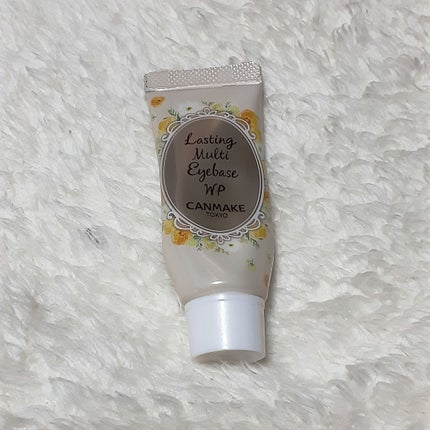 Lasting
Multi
Eyebase
WP
CANMAKE
TOKYO